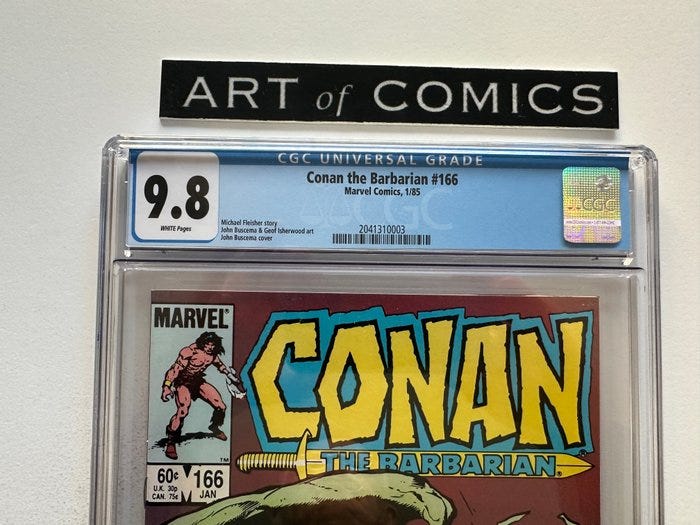 ART of COMICS
CGC UNIVERSAL GRADE
9.8
WHITE Pages
Conan the Barbarian #166
Marvel Comics, 1/85
Michael Fleisher story
John Buscema & Geof Isherwood art
John Buscema cover
2041310003
CGC
MARVEL
CONAN
THE BARBARIAN
TM
60¢
U.K. 30p
CAN. 75¢
166
JAN